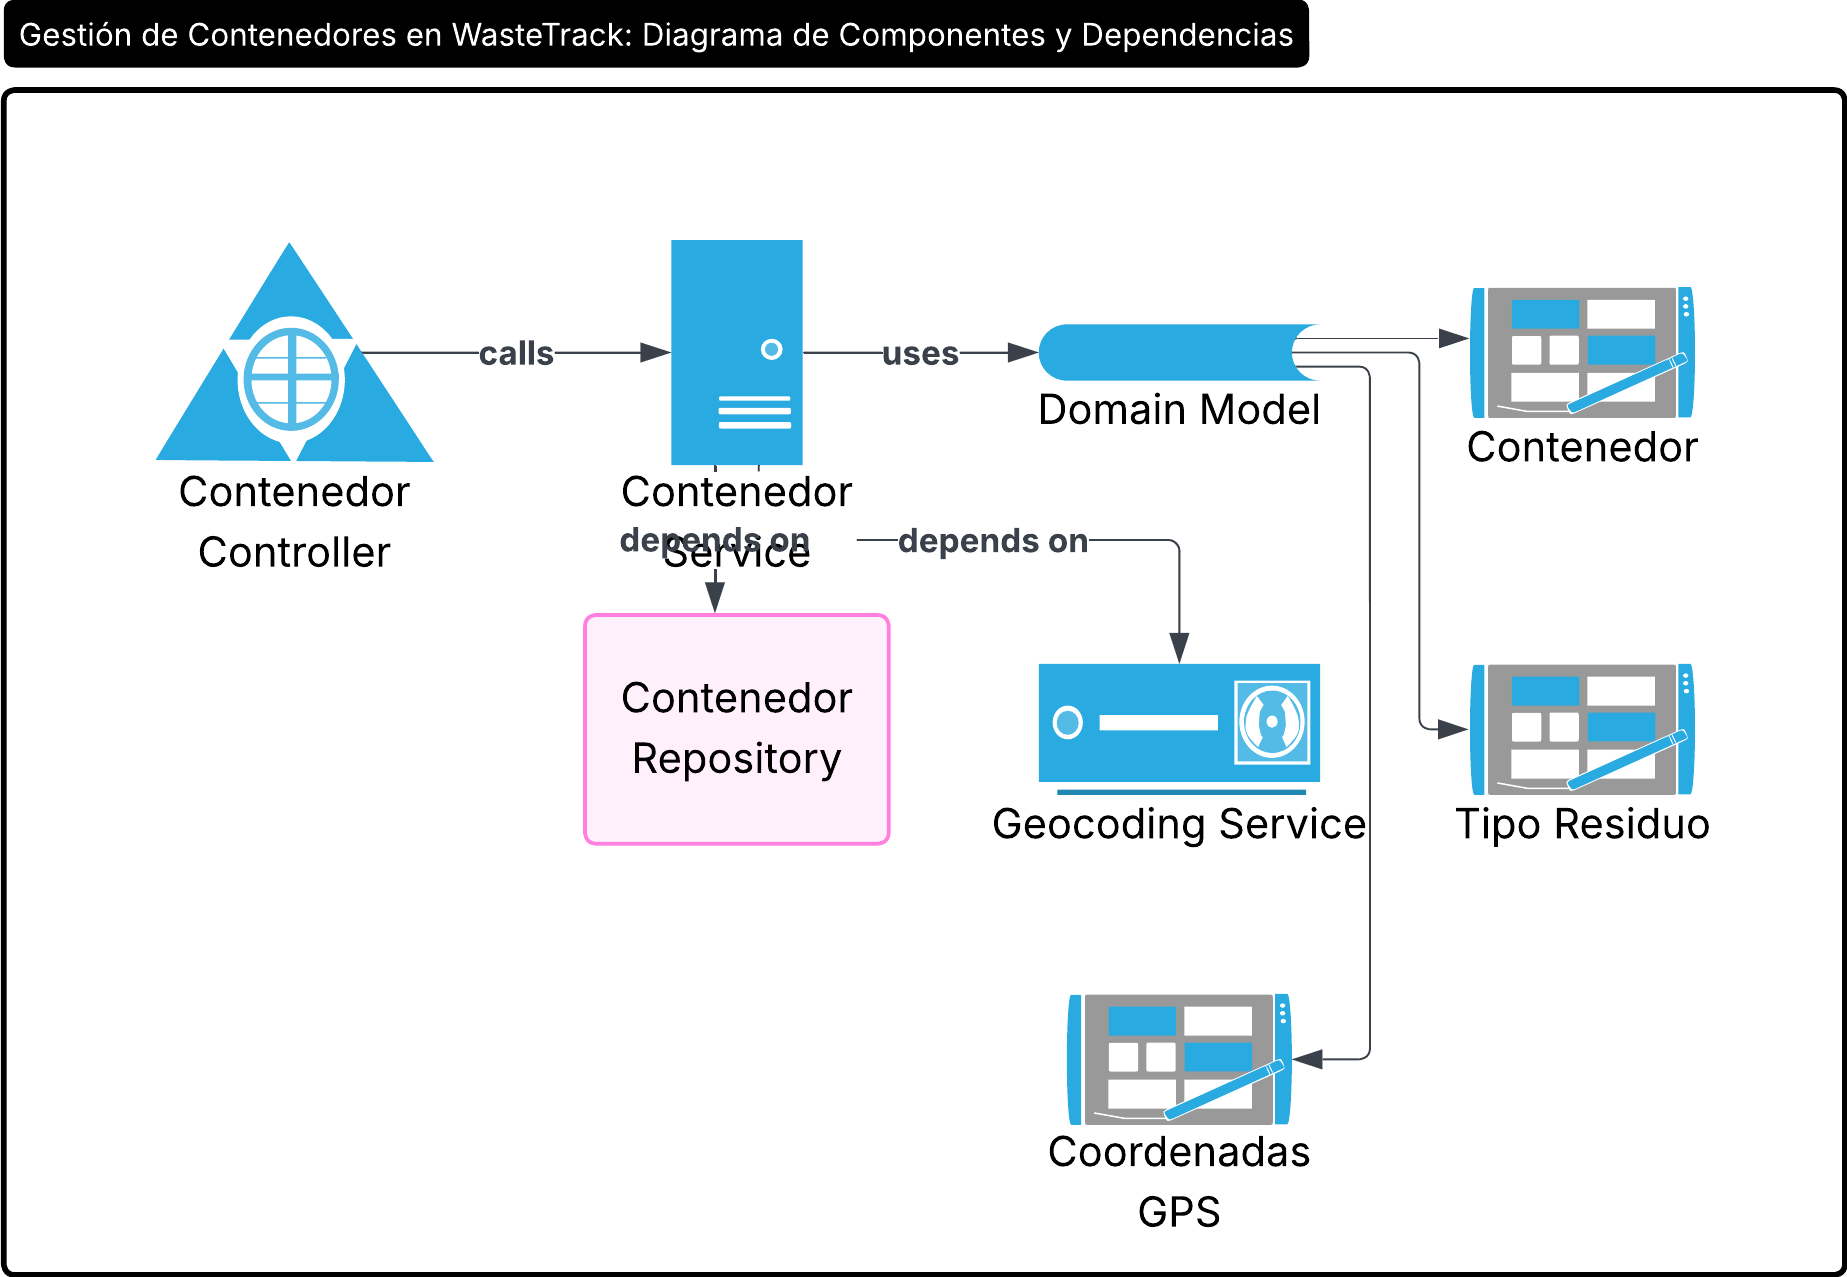 Gestión de Contenedores en WasteTrack: Diagrama de Componentes y Dependencias
calls
uses
Domain Model
Contenedor
Contenedor
Controller
Contenedor
Service
depends on
depends on
Contenedor
Repository
Geocoding Service
Tipo Residuo
Coordenadas
GPS